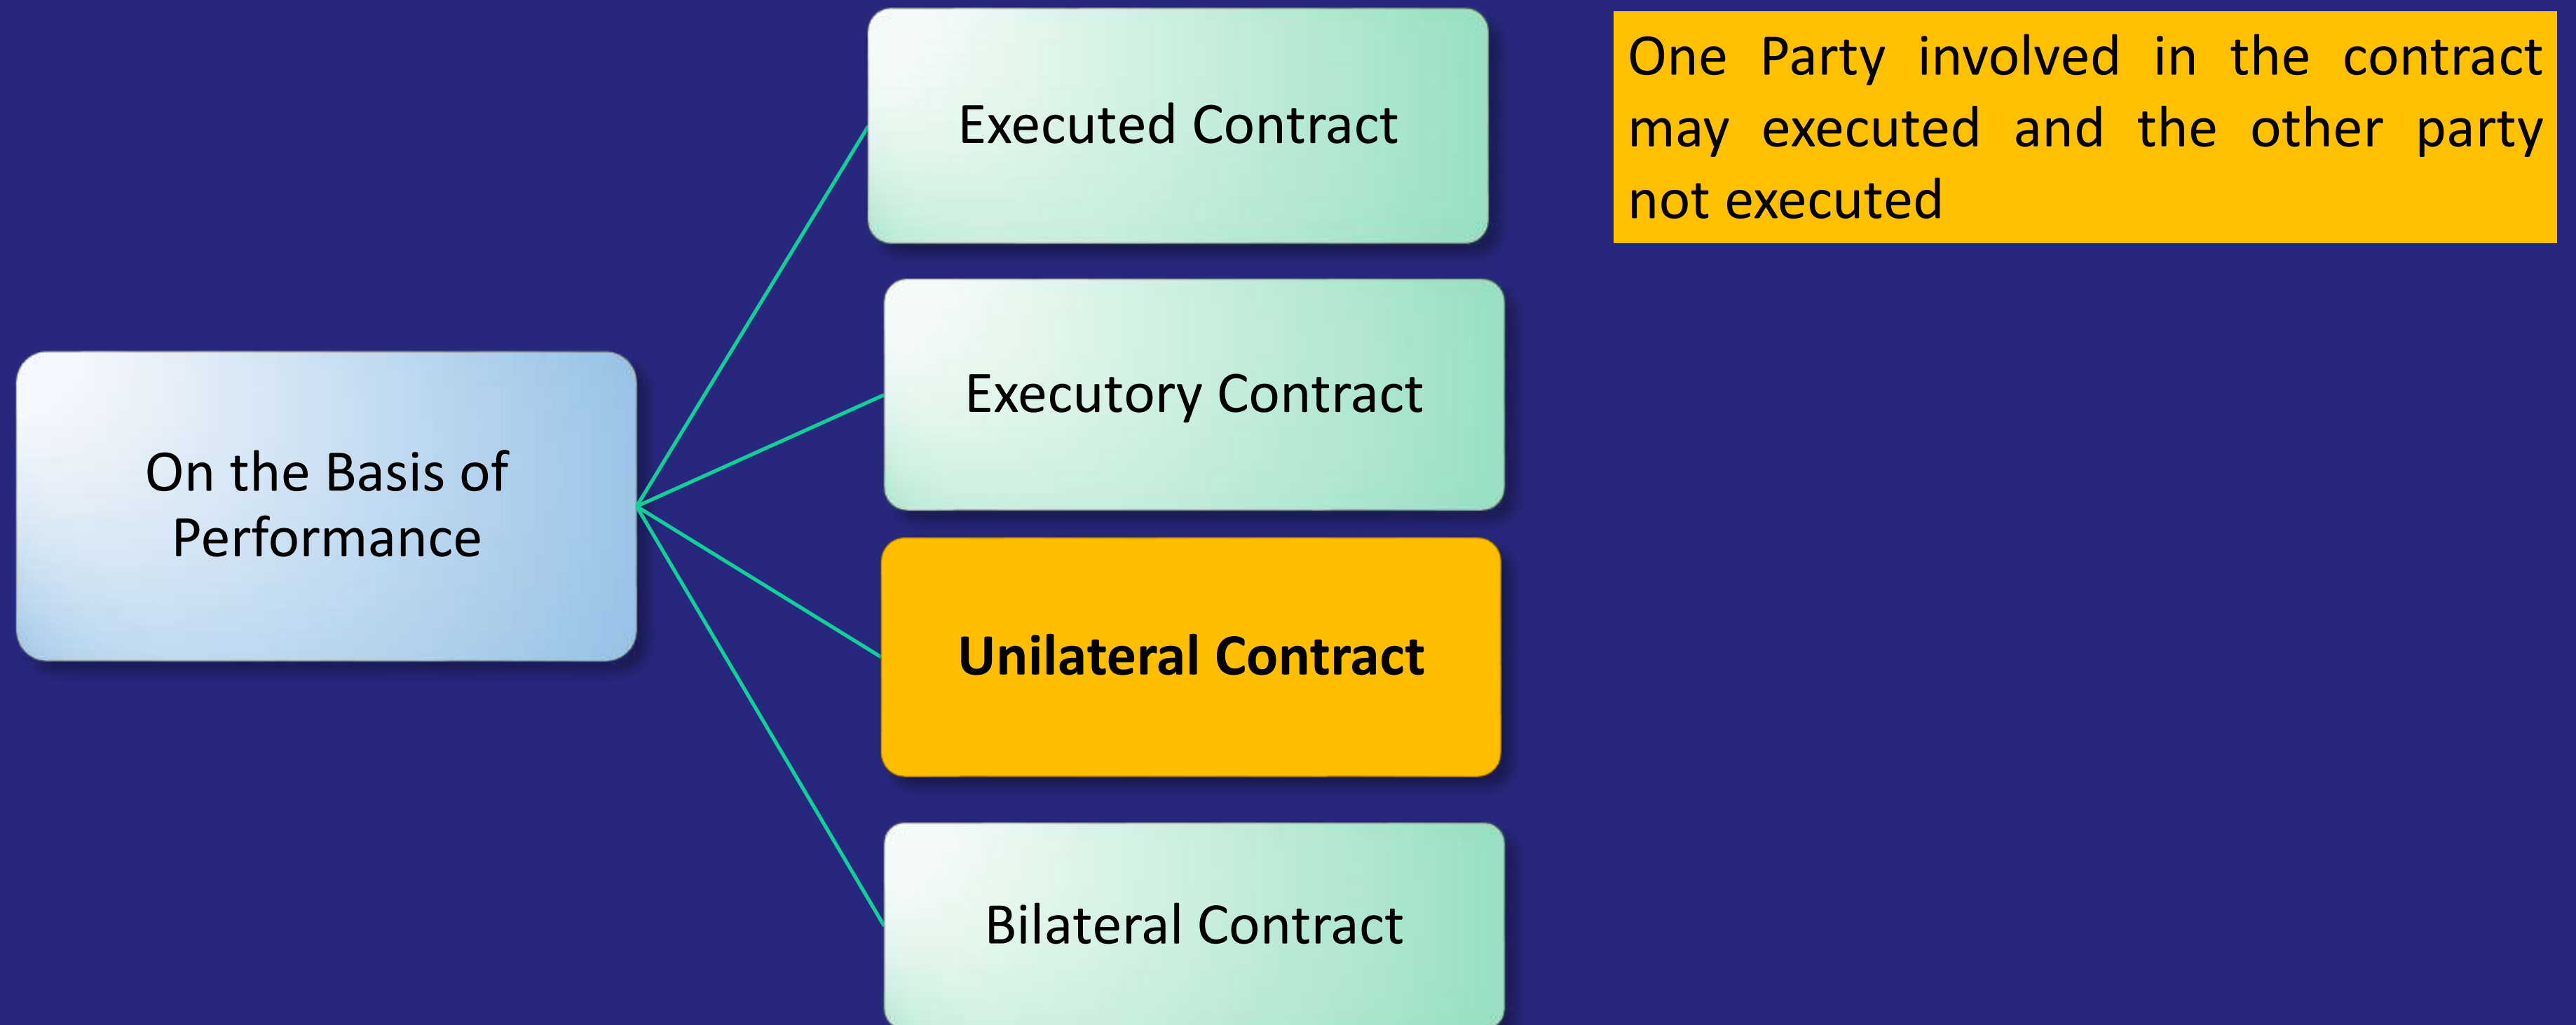 On the Basis of
Performance
Executed Contract
Executory Contract
Unilateral Contract
Bilateral Contract
One Party involved in the contract
may executed and the other party
not executed